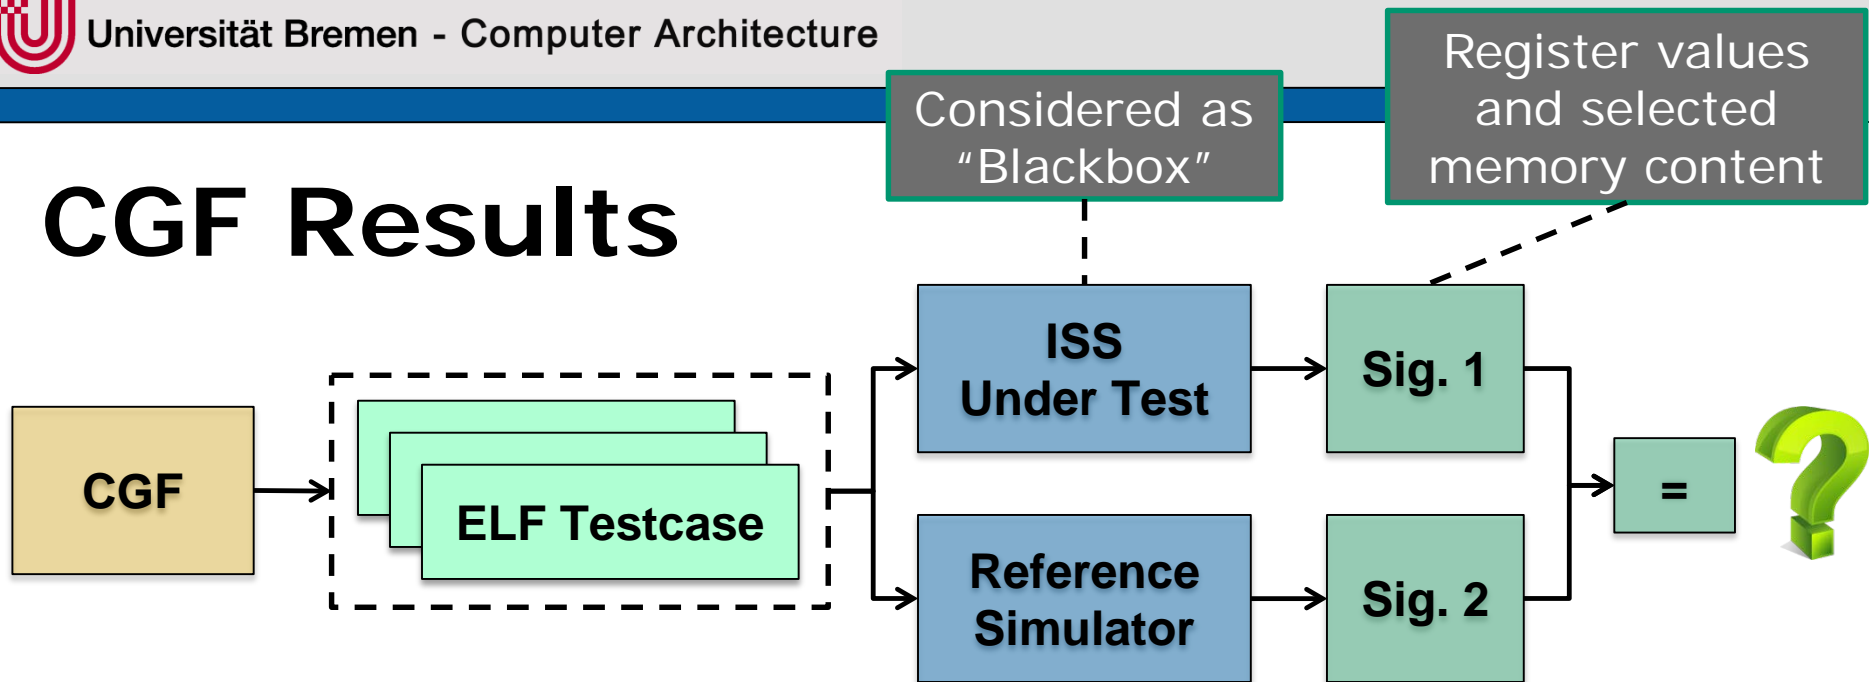 Universität Bremen - Computer Architecture
Considered as
“Blackbox”
Register values
and selected
memory content
CGF Results
CGF
ELF Testcase
ISS
Under Test
Reference
Simulator
Sig. 1
Sig. 2
=
?